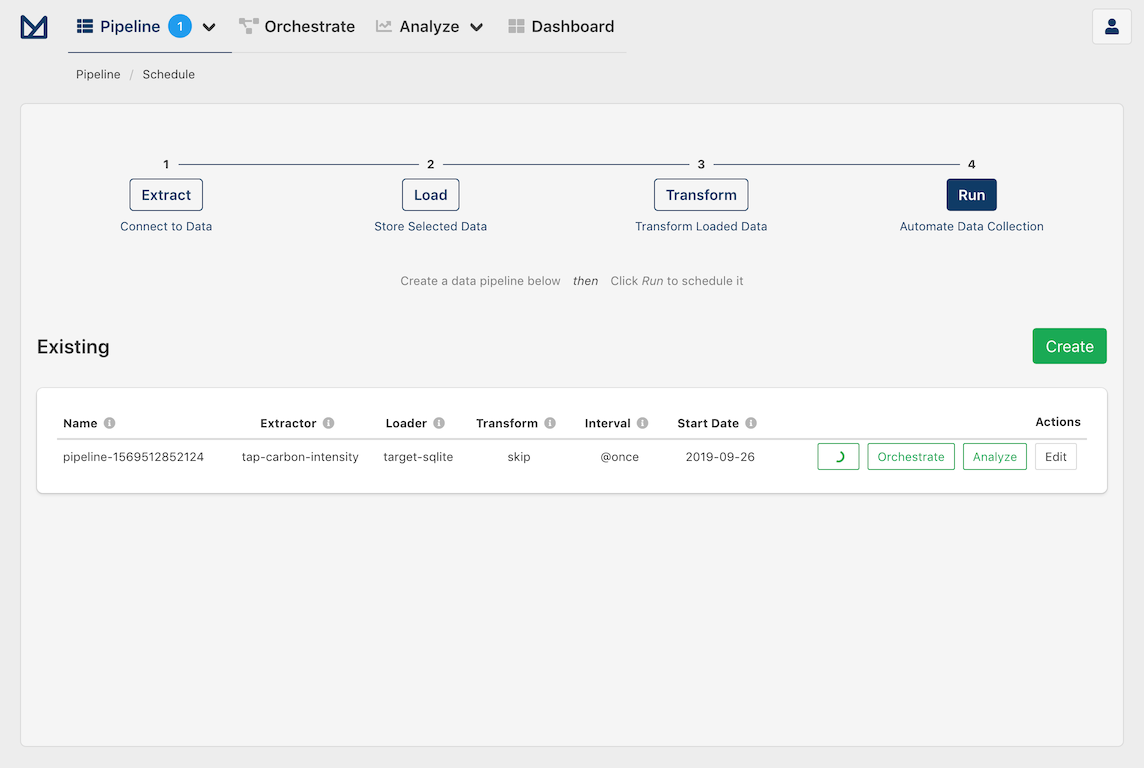 Pipeline 1 Orchestrate Analyze Dashboard
Pipeline / Schedule
1 2 3 4
Extract Load Transform Run
Connect to Data Store Selected Data Transform Loaded Data Automate Data Collection
Create a data pipeline below then Click Run to schedule it
Existing Create
Name Extractor Loader Transform Interval Start Date Actions
pipeline-1569512852124 tap-carbon-intensity target-sqlite skip @once 2019-09-26 Orchestrate Analyze Edit